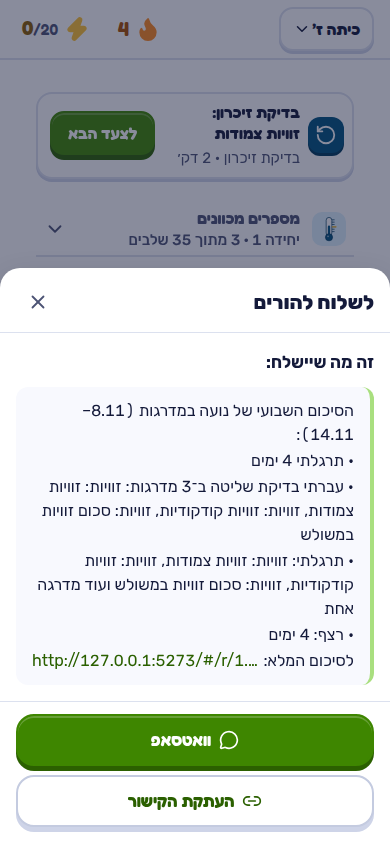 כיתה ז׳
4
0/20
בדיקת זיכרון:
זוויות צמודות
בדיקת זיכרון • 2 דק׳
לצעד הבא
מספרים מכוונים
יחידה 1 • 3 מתוך 35 שלבים
לשלוח להורים
זה מה שיישלח:
הסיכום השבועי של נועה במדרגות (8.11–
14.11):
• תרגלתי 4 ימים
• עברתי בדיקת שליטה ב־3 מדרגות: זוויות: זוויות
צמודות, זוויות: זוויות קודקודיות, זוויות: סכום זוויות
במשולש
• תרגלתי: זוויות: זוויות צמודות, זוויות: זוויות
קודקודיות, זוויות: סכום זוויות במשולש ועוד מדרגה
אחת
• רצף: 4 ימים
לסיכום המלא: http://127.0.0.1:5273/#/r/1.…
וואטסאפ
העתקת הקישור